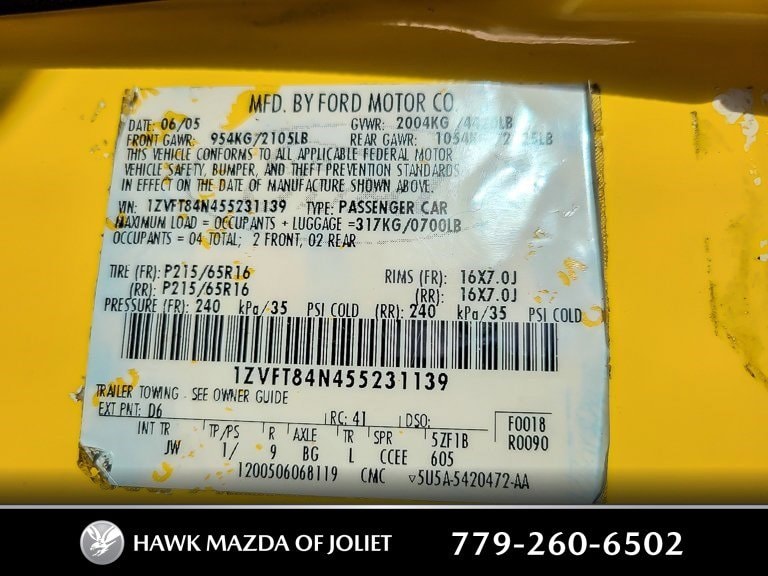 MFD. BY FORD MOTOR CO.
DATE: 06/05 GVWR: 2004KG /4420LB
FRONT GAWR: 954KG/2105LB REAR GAWR:
THIS VEHICLE CONFORMS TO ALL APPLICABLE FEDERAL MOTOR
VEHICLE SAFETY, BUMPER, AND THEFT PREVENTION STANDARDS
IN EFFECT ON THE DATE OF MANUFACTURE SHOWN ABOVE.
VIN: 1ZVFT84N455231139 TYPE: PASSENGER CAR
MAXIMUM LOAD = OCCUPANTS + LUGGAGE =317KG/0700LB
OCCUPANTS = 04 TOTAL; 2 FRONT, 02 REAR
TIRE (FR): P215/65R16 RIMS (FR): 16X7.0J
(RR): P215/65R16 (RR): 16X7.0J
PRESSURE (FR): 240 kPa/35 PSI COLD (RR): 240 kPa/35 PSI COLD
1ZVFT84N455231139
TRAILER TOWING - SEE OWNER GUIDE
EXT PNT: D6 RC: 41 DSO: F0018
INT TR TP/PS R AXLE TR SPR 5ZF1B R0090
JW 1/ 9 BG L CCEE 605
1200506068119 CMC ▽5U5A-5420472-AA
HAWK MAZDA OF JOLIET 779-260-6502